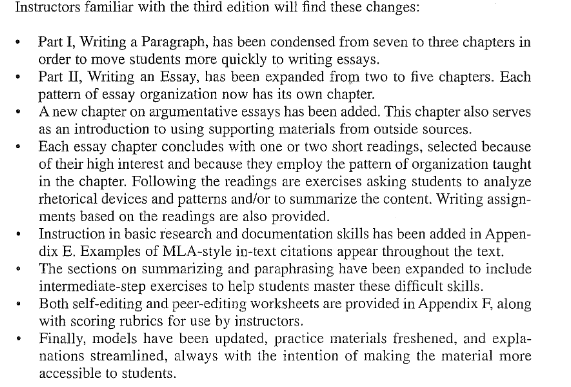 Instructors familiar with the third edition will find these changes:
• Part I, Writing a Paragraph, has been condensed from seven to three chapters in
order to move students more quickly to writing essays.
• Part II, Writing an Essay, has been expanded from two to five chapters. Each
pattern of essay organization now has its own chapter.
• A new chapter on argumentative essays has been added. This chapter also serves
as an introduction to using supporting materials from outside sources.
• Each essay chapter concludes with one or two short readings, selected because
of their high interest and because they employ the pattern of organization taught
in the chapter. Following the readings are exercises asking students to analyze
rhetorical devices and patterns and/or to summarize the content. Writing assign-
ments based on the readings are also provided.
• Instruction in basic research and documentation skills has been added in Appen-
dix E. Examples of MLA-style in-text citations appear throughout the text.
• The sections on summarizing and paraphrasing have been expanded to include
intermediate-step exercises to help students master these difficult skills.
• Both self-editing and peer-editing worksheets are provided in Appendix F, along
with scoring rubrics for use by instructors.
• Finally, models have been updated, practice materials freshened, and expla-
nations streamlined, always with the intention of making the material more
accessible to students.